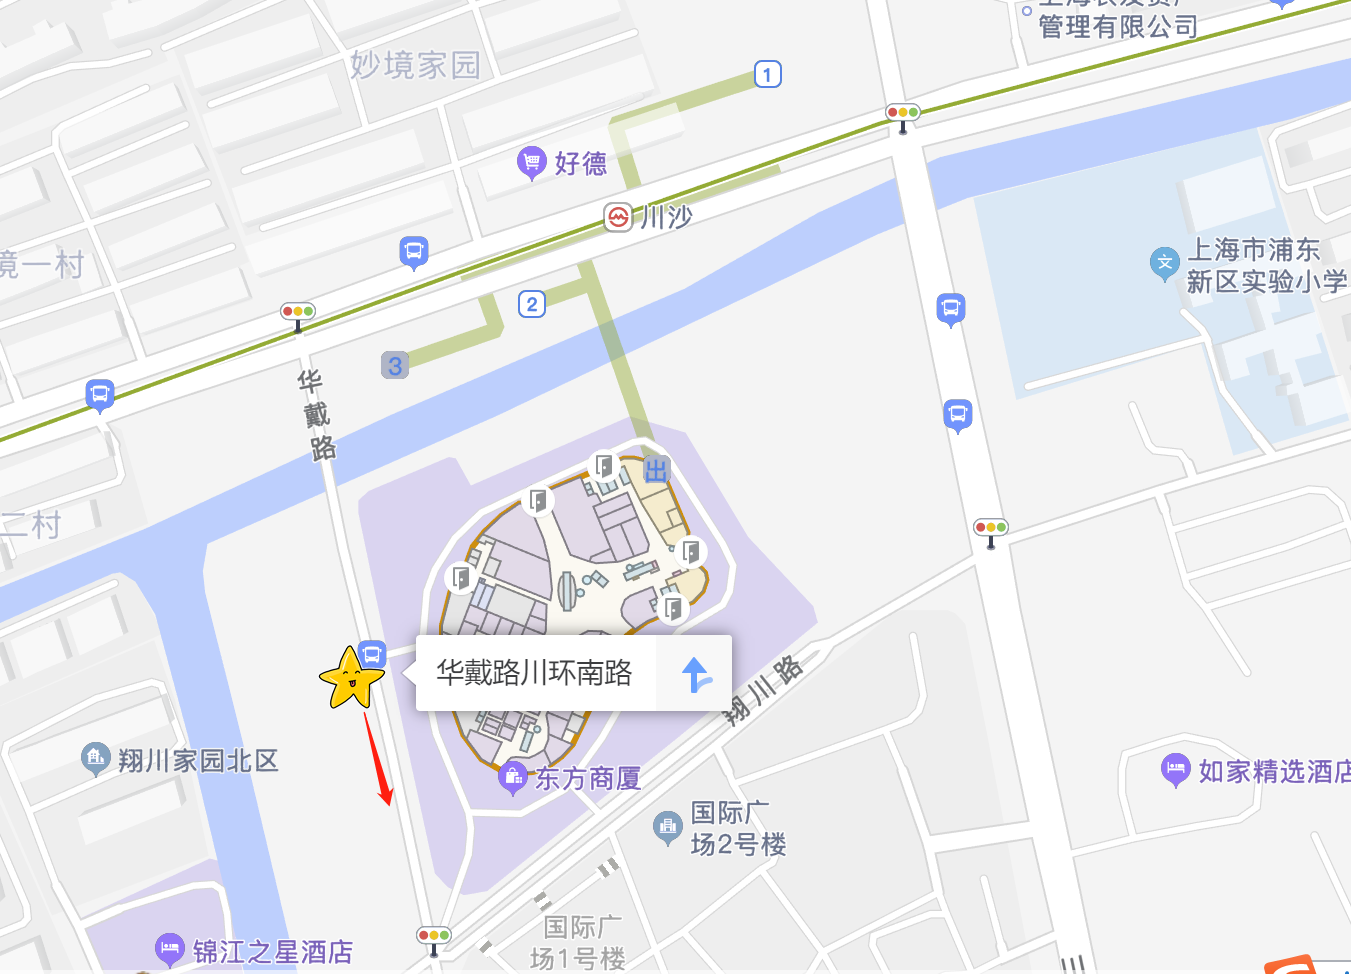 管理有限公司
妙境家园
1
好德
川沙
境一村
上海市浦东
新区实验小学
2
3
华戴路
出
二村
华戴路川环南路
翔川路
翔川家园北区
东方商厦
如家精选酒店
国际广
场2号楼
国际广
场1号楼
锦江之星酒店